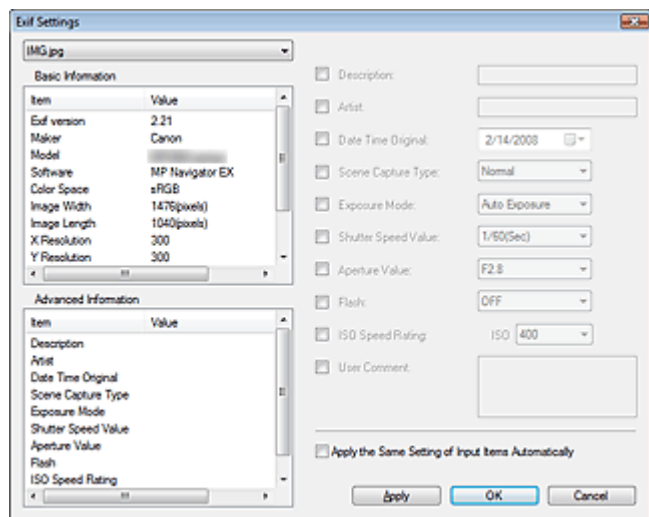 Exif Settings
IMG.jpg
Basic Information
Item Value
Exif version 2.21
Maker Canon
Model
Software MP Navigator EX
Color Space sRGB
Image Width 1476(pixels)
Image Length 1040(pixels)
X Resolution 300
Y Resolution 300
Advanced Information
Item Value
Description
Artist
Date Time Original
Scene Capture Type
Exposure Mode
Shutter Speed Value
Aperture Value
Flash
ISO Speed Rating
Description:
Artist:
Date Time Original: 2/14/2008
Scene Capture Type: Normal
Exposure Mode: Auto Exposure
Shutter Speed Value: 1/60(Sec)
Aperture Value: F2.8
Flash: OFF
ISO Speed Rating: ISO 400
User Comment:
Apply the Same Setting of Input Items Automatically
Apply OK Cancel